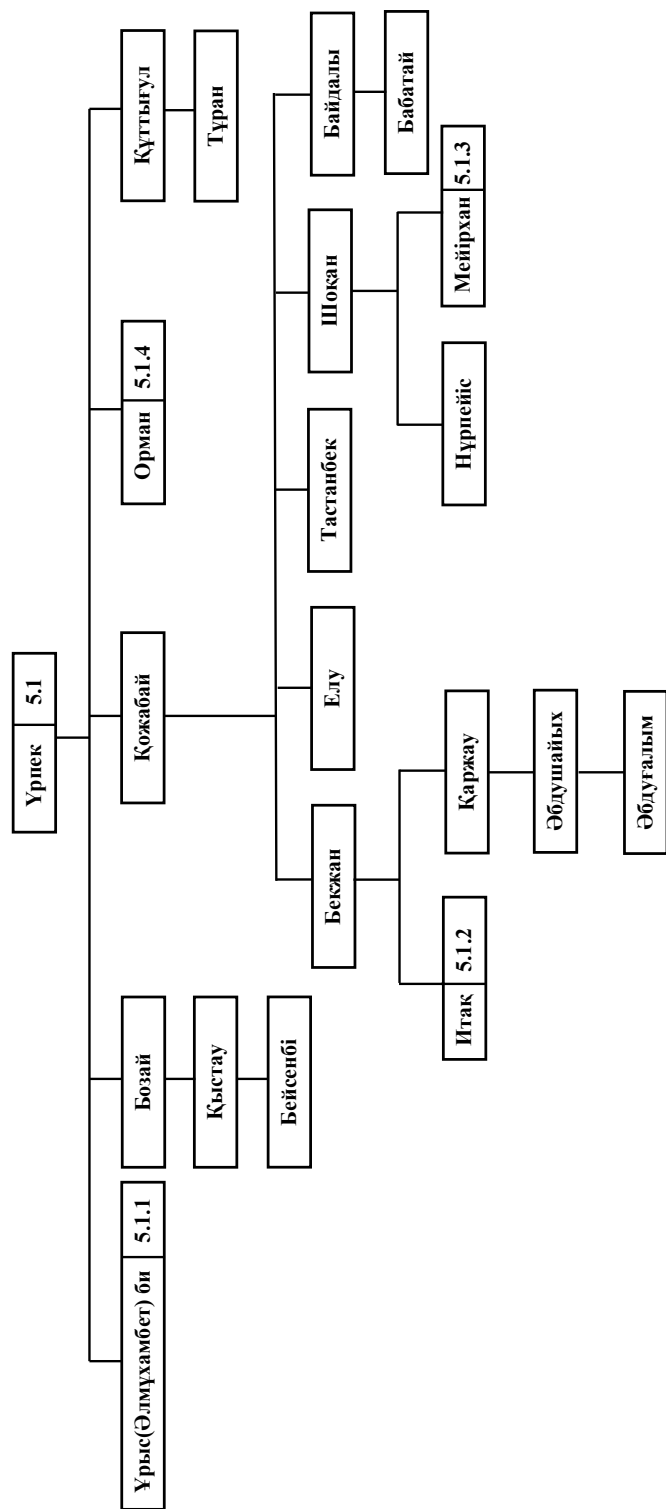 Үрпек 5.1
Ұрыс(Әлмұхамбет) би 5.1.1
Бозай
Қожабай
Орман 5.1.4
Құттығұл
Қыстау
Тұран
Бейсенбі
Бекжан
Елу
Тастанбек
Шоқан
Байдалы
Бабатай
Итақ 5.1.2
Қаржау
Нұрпейіс
Мейірхан 5.1.3
Әбдушайых
Әбдуғалым